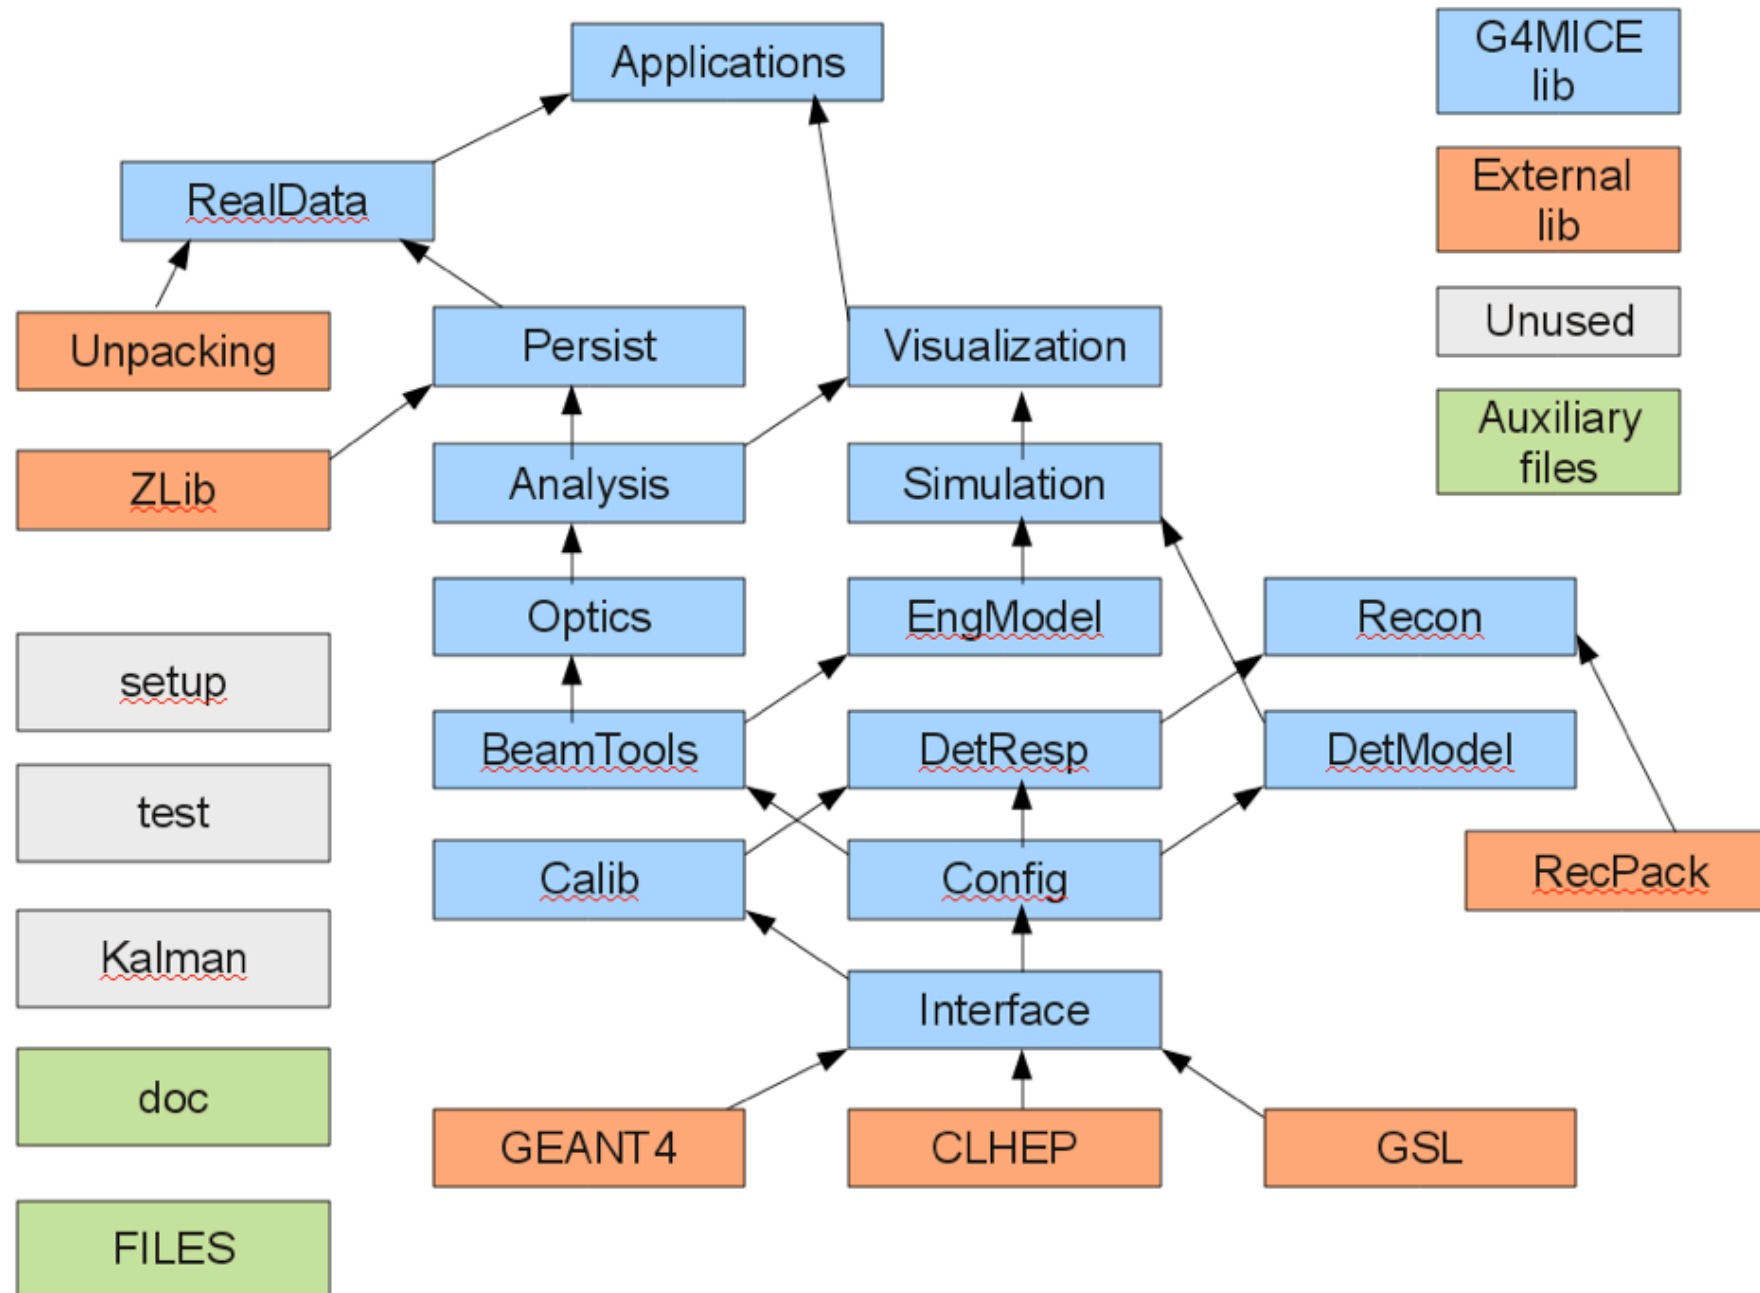 Applications
G4MICE
lib
RealData
External
lib
Unpacking
Persist
Visualization
Unused
ZLib
Analysis
Simulation
Auxiliary
files
Optics
EngModel
Recon
setup
BeamTools
DetResp
DetModel
test
Calib
Config
RecPack
Kalman
Interface
doc
GEANT4
CLHEP
GSL
FILES